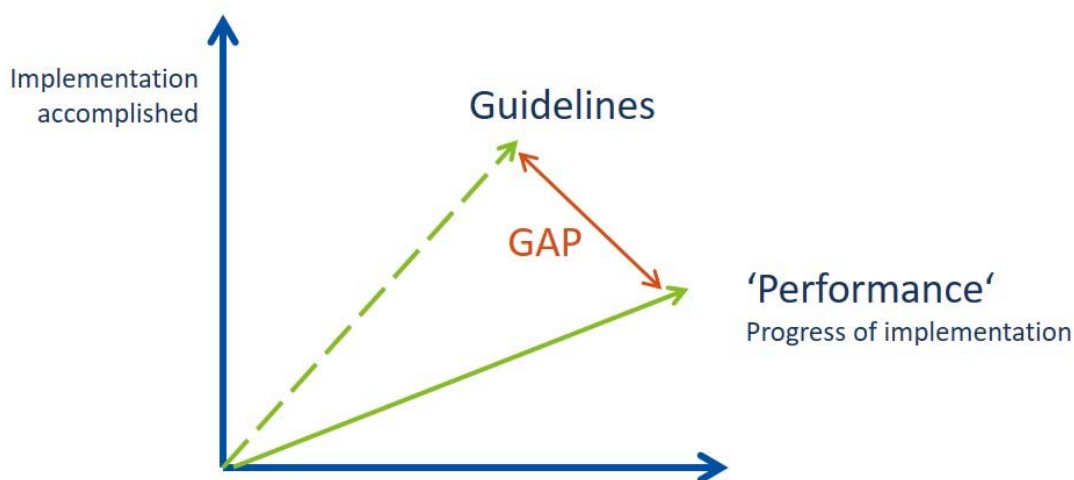 Implementation
accomplished
Guidelines
GAP
‘Performance‘
Progress of implementation